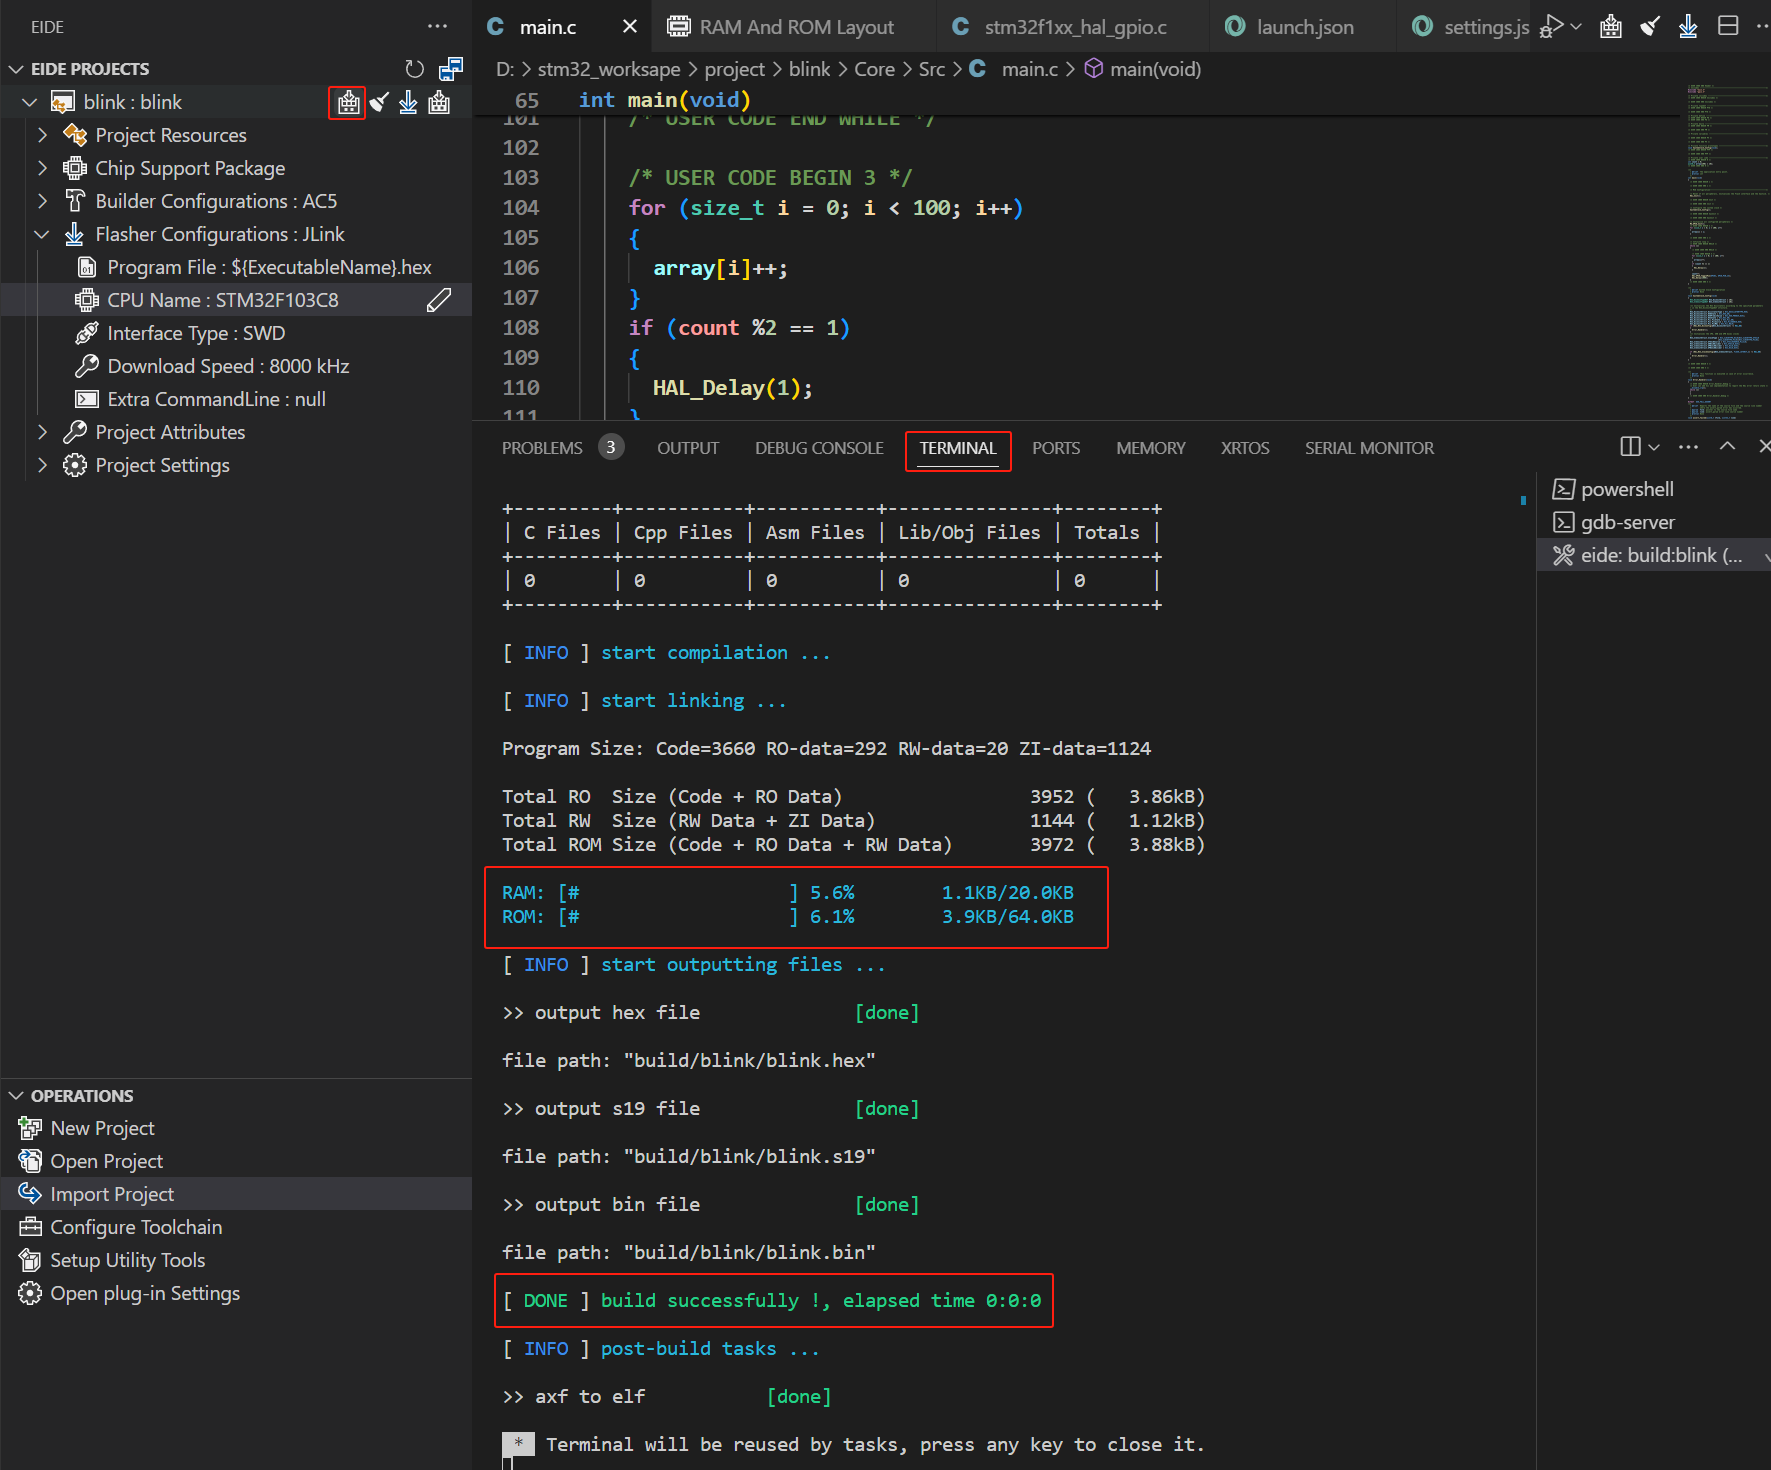 EIDE
EIDE PROJECTS
blink : blink
Project Resources
Chip Support Package
Builder Configurations : AC5
Flasher Configurations : JLink
Program File : ${ExecutableName}.hex
CPU Name : STM32F103C8
Interface Type : SWD
Download Speed : 8000 kHz
Extra CommandLine : null
Project Attributes
Project Settings
OPERATIONS
New Project
Open Project
Import Project
Configure Toolchain
Setup Utility Tools
Open plug-in Settings
C main.c RAM And ROM Layout C stm32f1xx_hal_gpio.c launch.json settings.js
D: > stm32_worksape > project > blink > Core > Src > C main.c > main(void)
65 int main(void)
101 /* USER CODE END WHILE */
102
103 /* USER CODE BEGIN 3 */
104 for (size_t i = 0; i < 100; i++)
105 {
106 array[i]++;
107 }
108 if (count %2 == 1)
109 {
110 HAL_Delay(1);
111 }
PROBLEMS 3 OUTPUT DEBUG CONSOLE TERMINAL PORTS MEMORY XRTOS SERIAL MONITOR
+---------+-----------+-----------+---------------+--------+
| C Files | Cpp Files | Asm Files | Lib/Obj Files | Totals |
+---------+-----------+-----------+---------------+--------+
| 0 | 0 | 0 | 0 | 0 |
+---------+-----------+-----------+---------------+--------+
[ INFO ] start compilation ...
[ INFO ] start linking ...
Program Size: Code=3660 RO-data=292 RW-data=20 ZI-data=1124
Total RO Size (Code + RO Data) 3952 ( 3.86kB)
Total RW Size (RW Data + ZI Data) 1144 ( 1.12kB)
Total ROM Size (Code + RO Data + RW Data) 3972 ( 3.88kB)
RAM: [# ] 5.6% 1.1KB/20.0KB
ROM: [# ] 6.1% 3.9KB/64.0KB
[ INFO ] start outputting files ...
>> output hex file [done]
file path: "build/blink/blink.hex"
>> output s19 file [done]
file path: "build/blink/blink.s19"
>> output bin file [done]
file path: "build/blink/blink.bin"
[ DONE ] build successfully !, elapsed time 0:0:0
[ INFO ] post-build tasks ...
>> axf to elf [done]
* Terminal will be reused by tasks, press any key to close it.
powershell
gdb-server
eide: build:blink (...